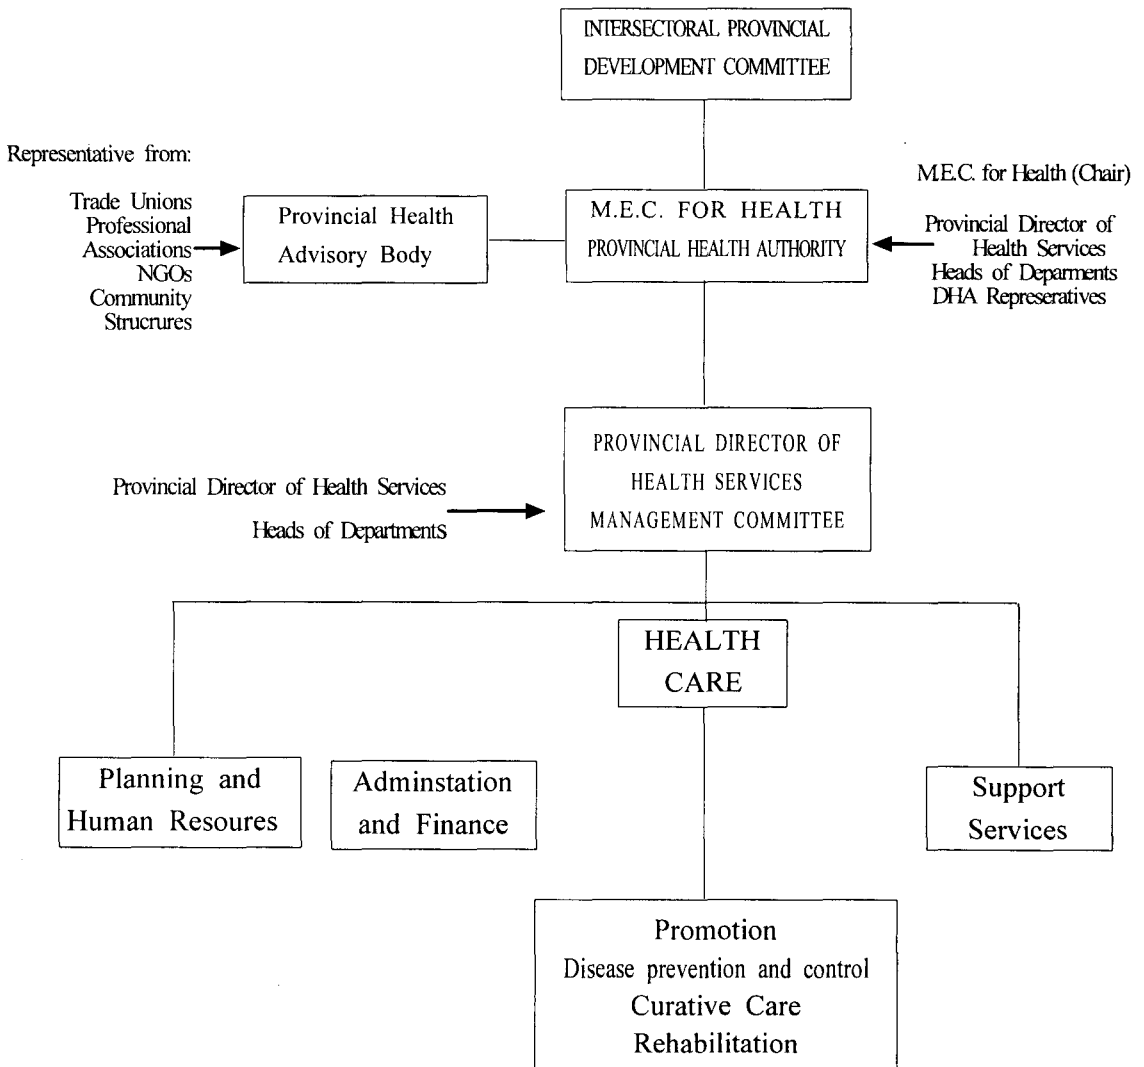 INTERSECTORAL PROVINCIAL
DEVELOPMENT COMMITTEE
Representative from:
Trade Unions
Professional
Associations
NGOs
Community
Strucrures
Provincial Health
Advisory Body
M.E.C. FOR HEALTH
PROVINCIAL HEALTH AUTHORITY
M.E.C. for Health (Chair)
Provincial Director of
Health Services
Heads of Deparments
DHA Represeratives
Provincial Director of Health Services
Heads of Departments
PROVINCIAL DIRECTOR OF
HEALTH SERVICES
MANAGEMENT COMMITTEE
HEALTH
CARE
Planning and
Human Resoures
Adminstation
and Finance
Support
Services
Promotion
Disease prevention and control
Curative Care
Rehabilitation